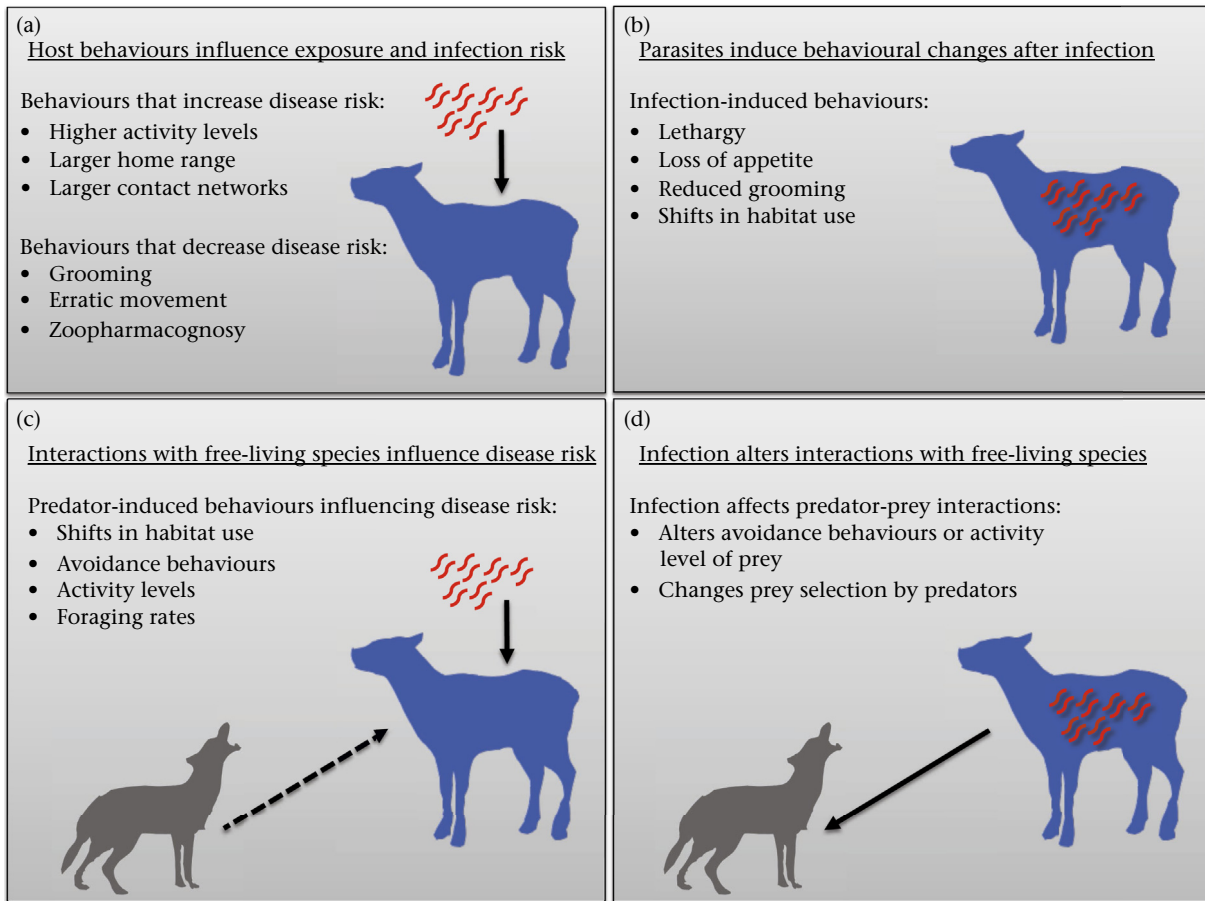 (a)
Host behaviours influence exposure and infection risk
Behaviours that increase disease risk:
• Higher activity levels
• Larger home range
• Larger contact networks
Behaviours that decrease disease risk:
• Grooming
• Erratic movement
• Zoopharmacognosy
(b)
Parasites induce behavioural changes after infection
Infection-induced behaviours:
• Lethargy
• Loss of appetite
• Reduced grooming
• Shifts in habitat use
(c)
Interactions with free-living species influence disease risk
Predator-induced behaviours influencing disease risk:
• Shifts in habitat use
• Avoidance behaviours
• Activity levels
• Foraging rates
(d)
Infection alters interactions with free-living species
Infection affects predator-prey interactions:
• Alters avoidance behaviours or activity
level of prey
• Changes prey selection by predators